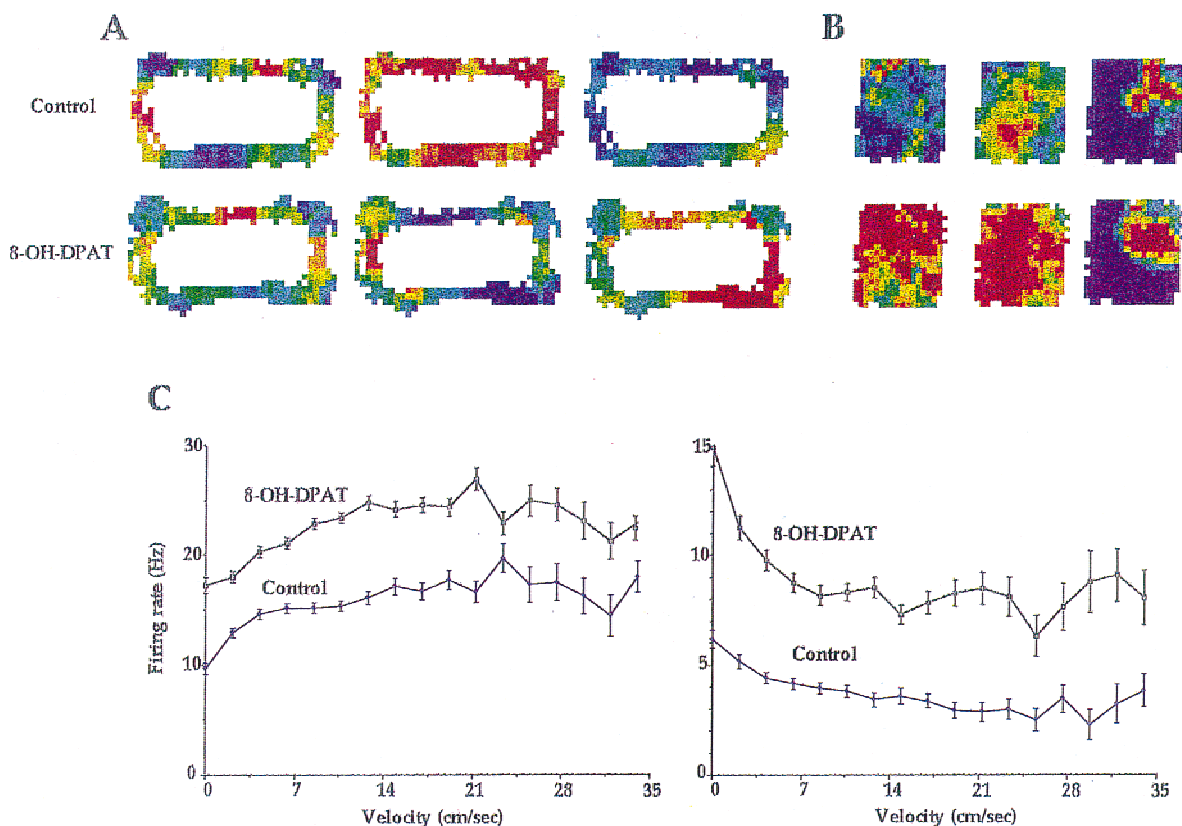 A
B
Control
8-OH-DPAT
C
30
20
10
0
Firing rate (Hz)
8-OH-DPAT
Control
0 7 14 21 28 35
Velocity (cm/sec)
15
10
5
0
8-OH-DPAT
Control
0 7 14 21 28 35
Velocity (cm/sec)